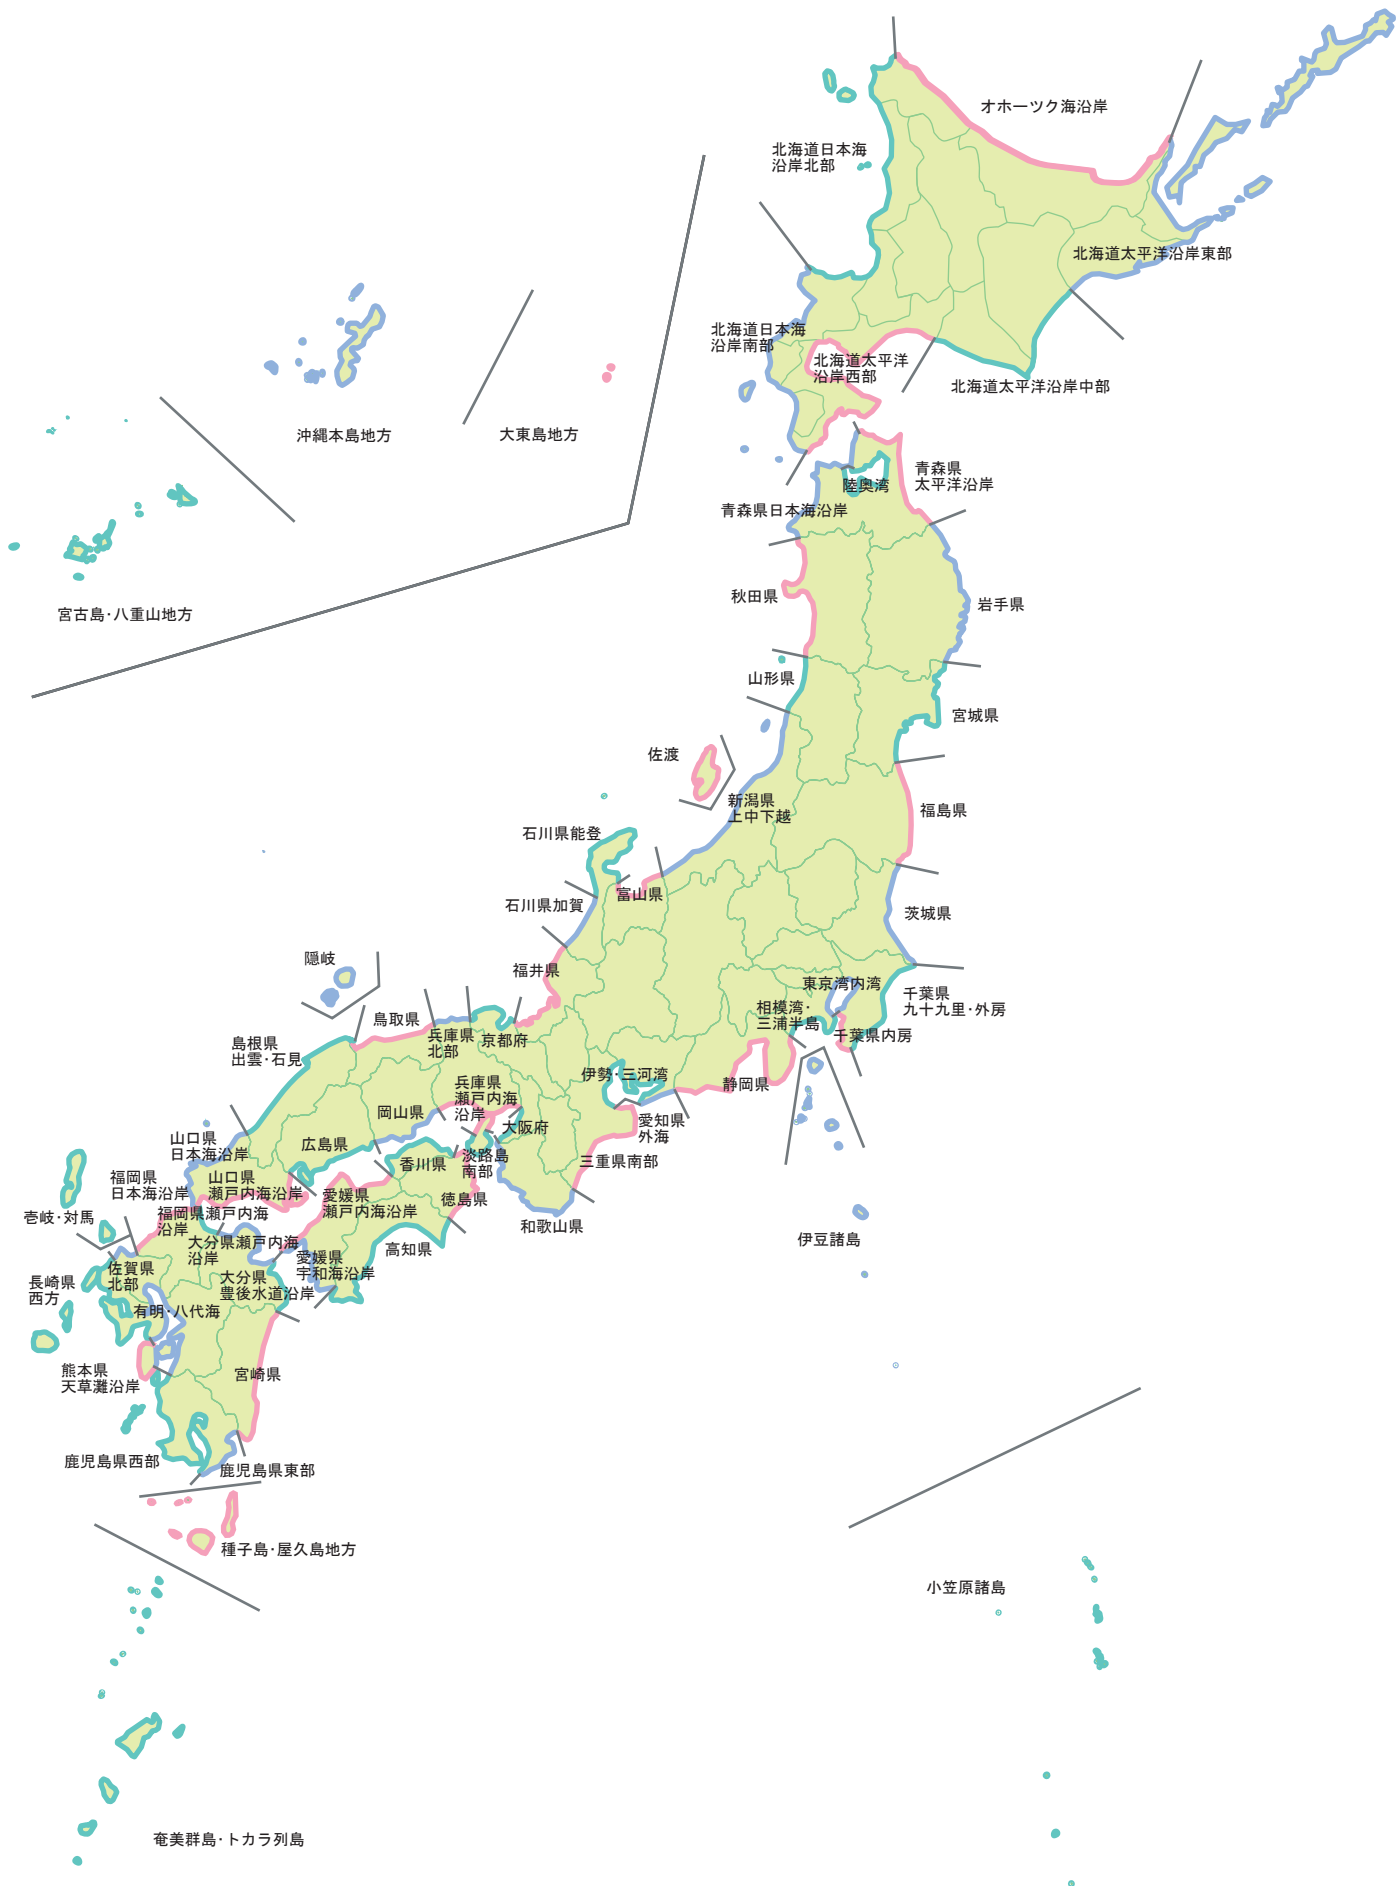 オホーツク海沿岸
北海道日本海
沿岸北部
北海道太平洋沿岸東部
北海道日本海
沿岸南部
北海道太平洋
沿岸西部
北海道太平洋沿岸中部
沖縄本島地方
大東島地方
宮古島・八重山地方
青森県
太平洋沿岸
陸奥湾
青森県日本海沿岸
秋田県
岩手県
山形県
宮城県
佐渡
新潟県
上中下越
福島県
石川県能登
富山県
石川県加賀
茨城県
隠岐
福井県
東京湾内湾
千葉県
九十九里・外房
相模湾・
三浦半島
千葉県内房
鳥取県
兵庫県
北部
京都府
島根県
出雲・石見
伊勢・三河湾
静岡県
兵庫県
瀬戸内海
沿岸
岡山県
大阪府
愛知県
外海
山口県
日本海沿岸
広島県
香川県
淡路島
南部
三重県南部
福岡県
日本海沿岸
山口県
瀬戸内海沿岸
愛媛県
瀬戸内海沿岸
徳島県
和歌山県
壱岐・対馬
福岡県瀬戸内海
沿岸
大分県瀬戸内海
沿岸
高知県
伊豆諸島
佐賀県
北部
愛媛県
宇和海沿岸
長崎県
西方
大分県
豊後水道沿岸
有明・八代海
熊本県
天草灘沿岸
宮崎県
鹿児島県西部
鹿児島県東部
種子島・屋久島地方
小笠原諸島
奄美群島・トカラ列島